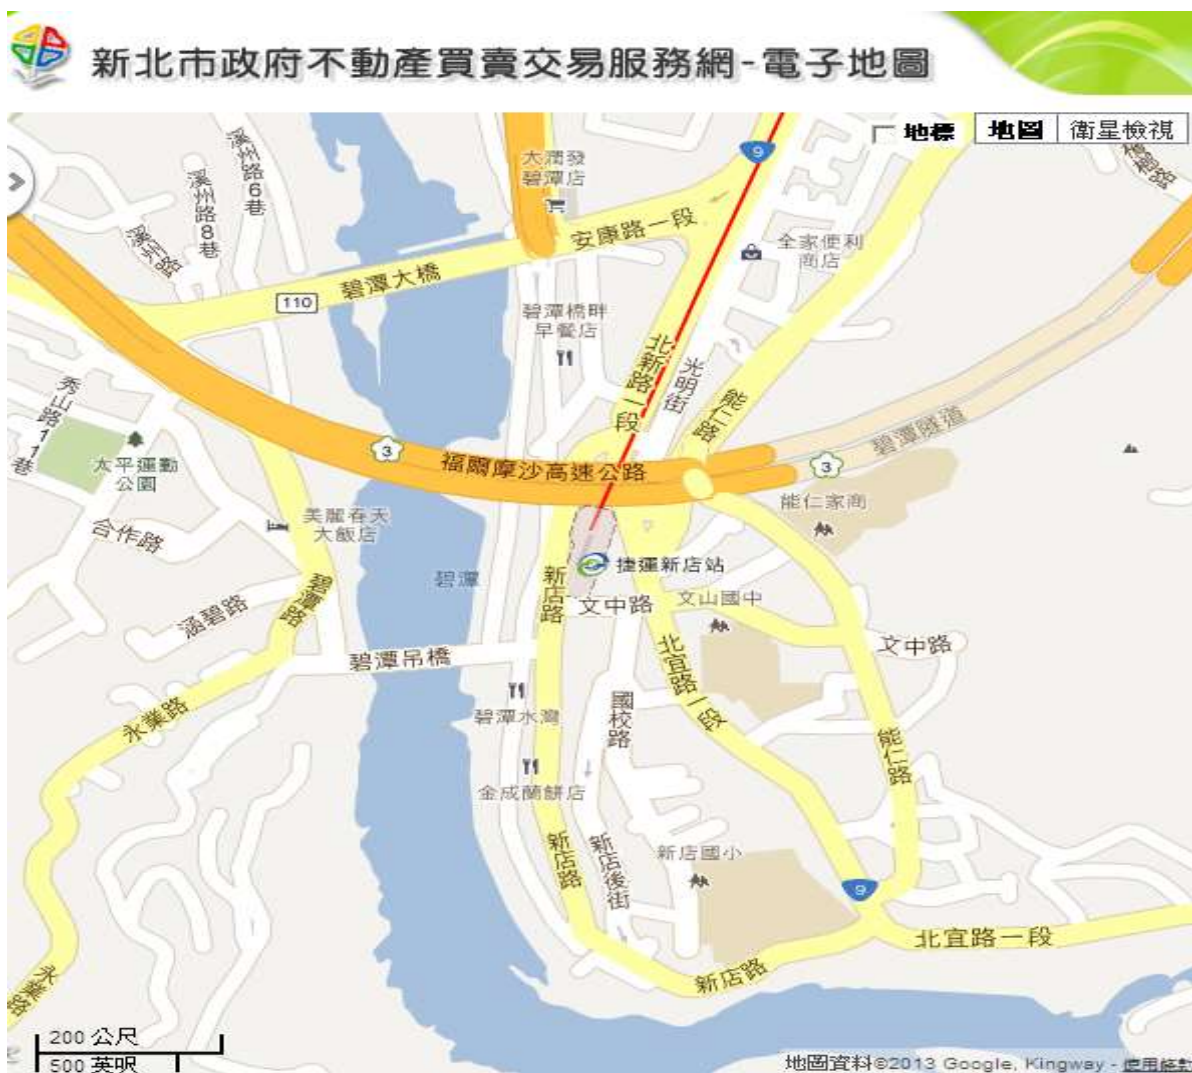 新北市政府不動產買賣交易服務網-電子地圖
地標
地圖
衛星檢視
溪州路6巷
溪州路8巷
溪州路
大潤發
碧潭店
9
安康路一段
全家便利
商店
碧潭大橋
110
碧潭橋畔
早餐店
北新路一段
光明街
能仁路
碧潭隧道
秀山路11巷
太平運動
公園
3
福爾摩沙高速公路
3
能仁家商
合作路
美麗春天
大飯店
碧潭
新店路
捷運新店站
文中路
文山國中
涵碧路
碧潭路
碧潭吊橋
北宜路一段
文中路
永業路
碧潭水灣
國校路
能仁路
金成蘭餅店
新店路
新店後街
新店國小
9
北宜路一段
新店路
永業路
200 公尺
500 英呎
地圖資料©2013 Google, Kingway - 使用條款